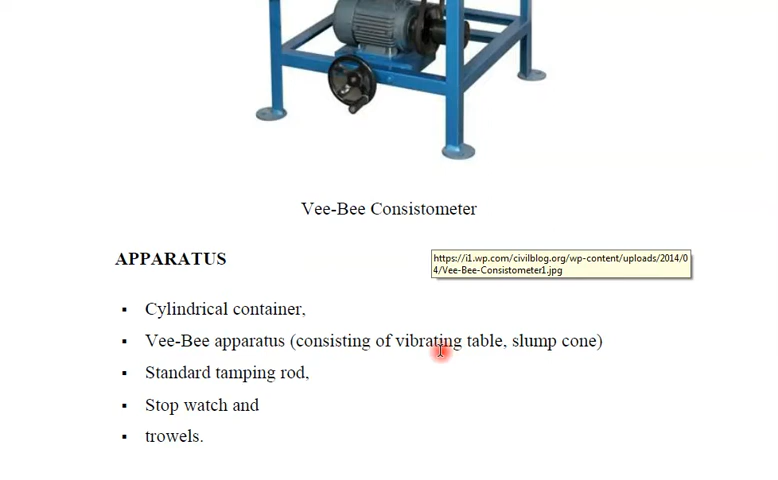 Vee-Bee Consistometer
APPARATUS
https://i1.wp.com/civilblog.org/wp-content/uploads/2014/0
4/Vee-Bee-Consistometer1.jpg
▪ Cylindrical container,
▪ Vee-Bee apparatus (consisting of vibrating table, slump cone)
▪ Standard tamping rod,
▪ Stop watch and
▪ trowels.